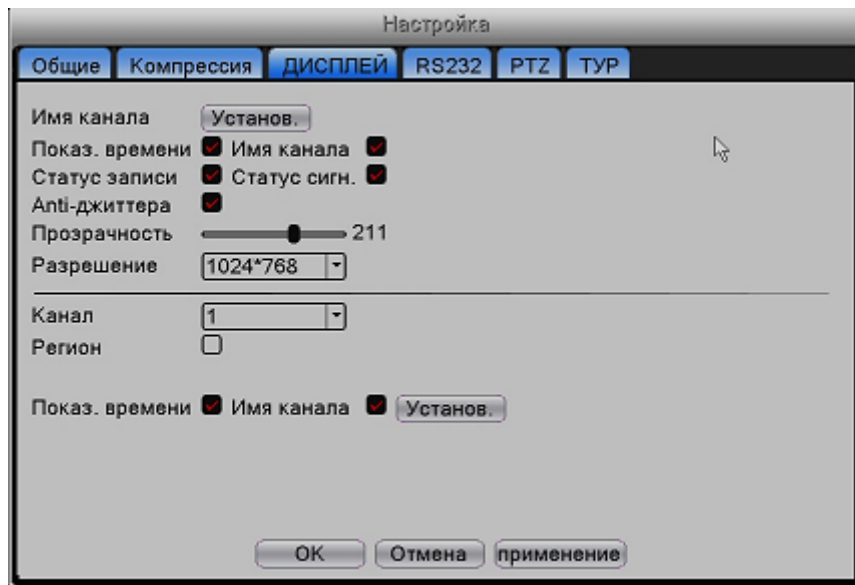 Настройка
Общие Компрессия ДИСПЛЕЙ RS232 PTZ ТУР
Имя канала Установ.
Показ. времени Имя канала
Статус записи Статус сигн.
Anti-джиттера
Прозрачность 211
Разрешение 1024*768
Канал 1
Регион
Показ. времени Имя канала Установ.
OK Отмена применение